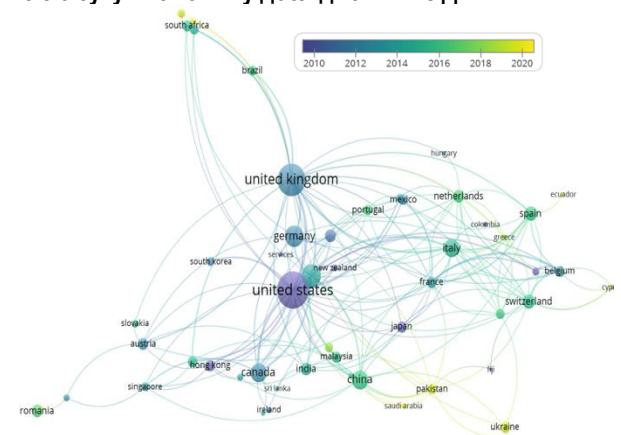 south africa
2010 2012 2014 2016 2018 2020
brazil
hungary
united kingdom
ecuador
netherlands
mexico
portugal
spain
colombia
germany
greece
italy
services
south korea
new zealand
belgium
france
united states
cypr
switzerland
slovakia
japan
austria
malaysia
hong kong
india
fiji
canada
china
singapore
sri lanka
pakistan
saudi arabia
romania
ireland
ukraine